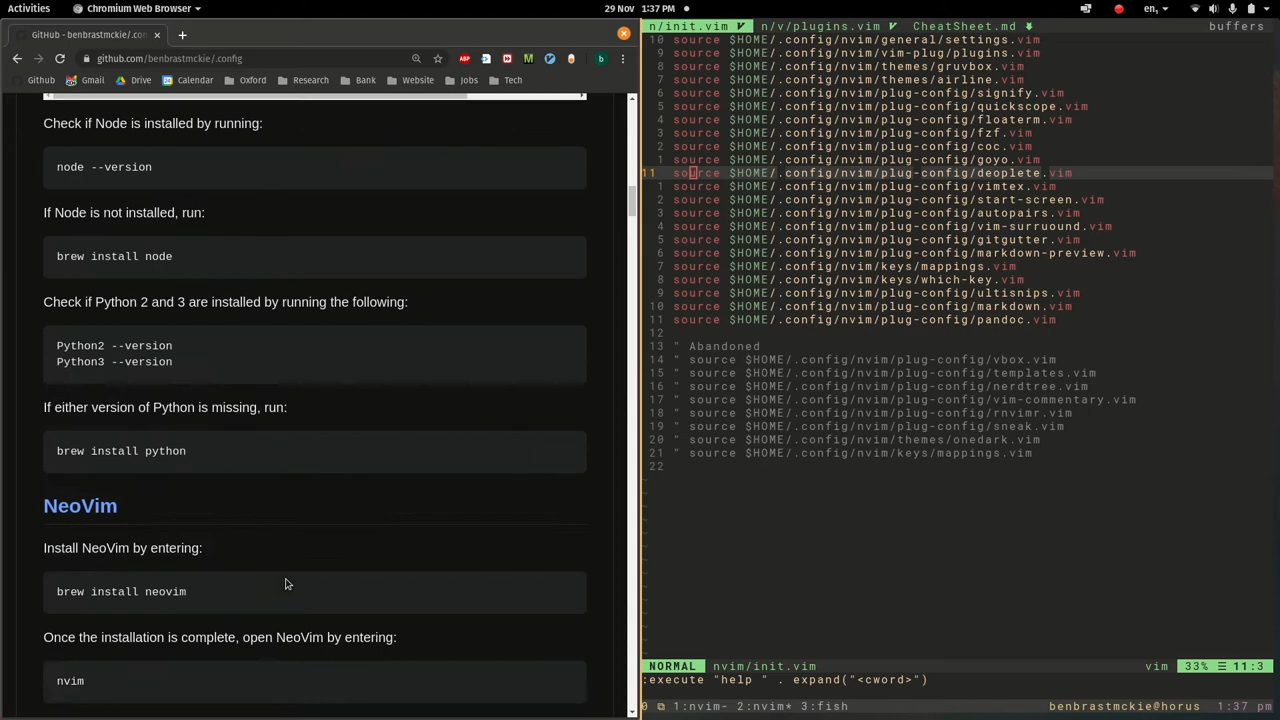 Activities
Chromium Web Browser
29 Nov 1:37 PM
en₁
GitHub - benbrastmckie/.con
github.com/benbrastmckie/.config
ABP
b
Github
Gmail
Drive
Calendar
Oxford
Research
Bank
Website
Jobs
Tech
Check if Node is installed by running:
node --version
If Node is not installed, run:
brew install node
Check if Python 2 and 3 are installed by running the following:
Python2 --version
Python3 --version
If either version of Python is missing, run:
brew install python
NeoVim
Install NeoVim by entering:
brew install neovim
Once the installation is complete, open NeoVim by entering:
nvim
n/init.vim n/v/plugins.vim CheatSheet.md buffers
10 source $HOME/.config/nvim/general/settings.vim
9 source $HOME/.config/nvim/vim-plug/plugins.vim
8 source $HOME/.config/nvim/themes/gruvbox.vim
7 source $HOME/.config/nvim/themes/airline.vim
6 source $HOME/.config/nvim/plug-config/signify.vim
5 source $HOME/.config/nvim/plug-config/quickscope.vim
4 source $HOME/.config/nvim/plug-config/floaterm.vim
3 source $HOME/.config/nvim/plug-config/fzf.vim
2 source $HOME/.config/nvim/plug-config/coc.vim
1 source $HOME/.config/nvim/plug-config/goyo.vim
11 source $HOME/.config/nvim/plug-config/deoplete.vim
1 source $HOME/.config/nvim/plug-config/vimtex.vim
2 source $HOME/.config/nvim/plug-config/start-screen.vim
3 source $HOME/.config/nvim/plug-config/autopairs.vim
4 source $HOME/.config/nvim/plug-config/vim-surruound.vim
5 source $HOME/.config/nvim/plug-config/gitgutter.vim
6 source $HOME/.config/nvim/plug-config/markdown-preview.vim
7 source $HOME/.config/nvim/keys/mappings.vim
8 source $HOME/.config/nvim/keys/which-key.vim
9 source $HOME/.config/nvim/plug-config/ultisnips.vim
10 source $HOME/.config/nvim/plug-config/markdown.vim
11 source $HOME/.config/nvim/plug-config/pandoc.vim
12
13 " Abandoned
14 " source $HOME/.config/nvim/plug-config/vbox.vim
15 " source $HOME/.config/nvim/plug-config/templates.vim
16 " source $HOME/.config/nvim/plug-config/nerdtree.vim
17 " source $HOME/.config/nvim/plug-config/vim-commentary.vim
18 " source $HOME/.config/nvim/plug-config/rnvimr.vim
19 " source $HOME/.config/nvim/plug-config/sneak.vim
20 " source $HOME/.config/nvim/themes/onedark.vim
21 " source $HOME/.config/nvim/keys/mappings.vim
22
~
~
~
~
~
~
~
~
~
~
~
~
~
~
NORMAL nvim/init.vim vim 33% ☰ 11:3
:execute "help " . expand("<cword>")
0 1:nvim- 2:nvim* 3:fish benbrastmckie@horus 1:37 pm